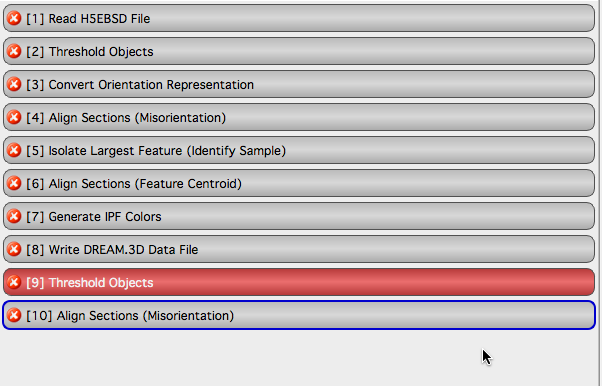 [1] Read H5EBSD File
[2] Threshold Objects
[3] Convert Orientation Representation
[4] Align Sections (Misorientation)
[5] Isolate Largest Feature (Identify Sample)
[6] Align Sections (Feature Centroid)
[7] Generate IPF Colors
[8] Write DREAM.3D Data File
[9] Threshold Objects
[10] Align Sections (Misorientation)